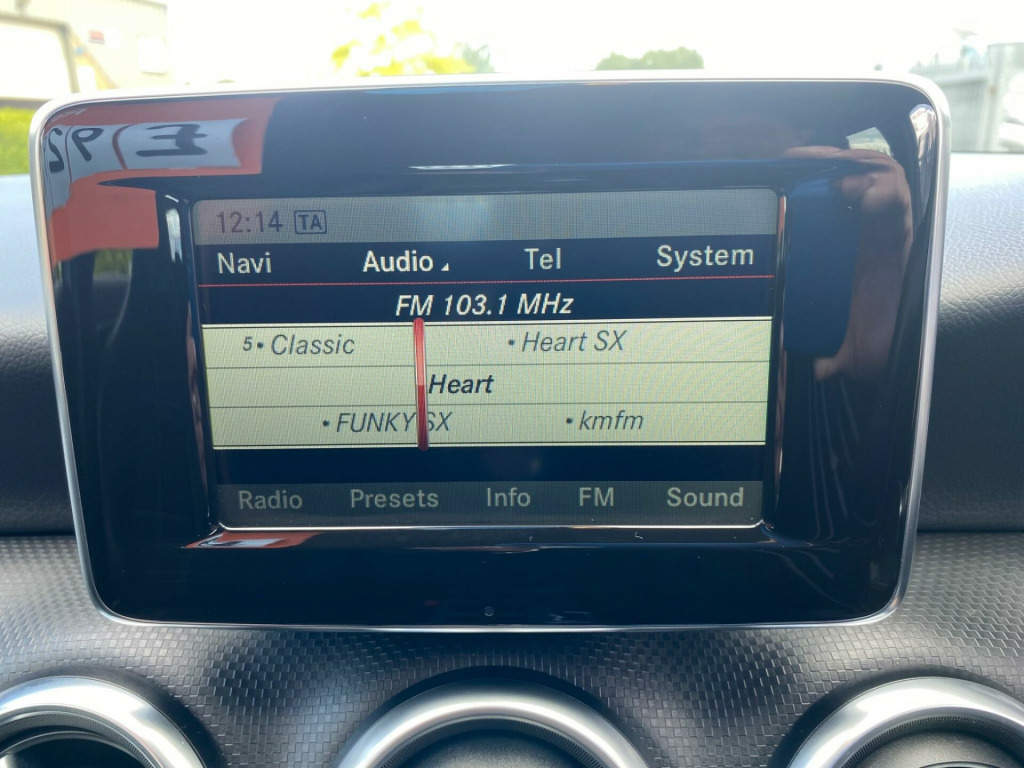 12:14 TA
Navi Audio Tel System
FM 103.1 MHz
5• Classic • Heart SX
Heart
• FUNKY SX • kmfm
Radio Presets Info FM Sound